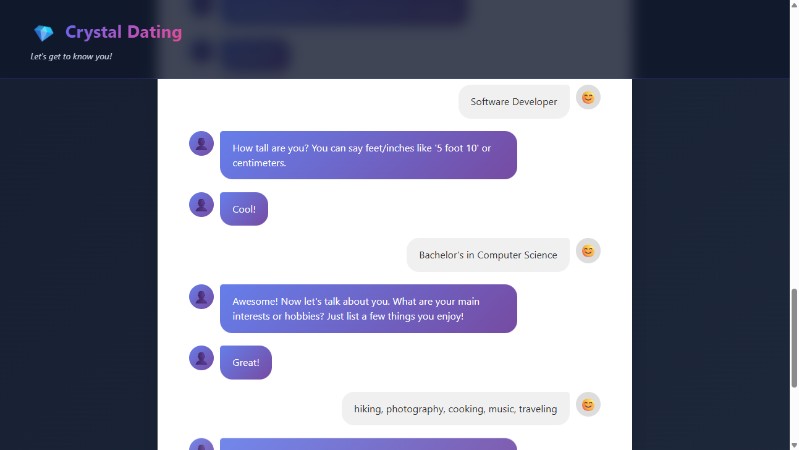 Crystal Dating
Let's get to know you!
Software Developer
How tall are you? You can say feet/inches like '5 foot 10' or
centimeters.
Cool!
Bachelor's in Computer Science
Awesome! Now let's talk about you. What are your main
interests or hobbies? Just list a few things you enjoy!
Great!
hiking, photography, cooking, music, traveling